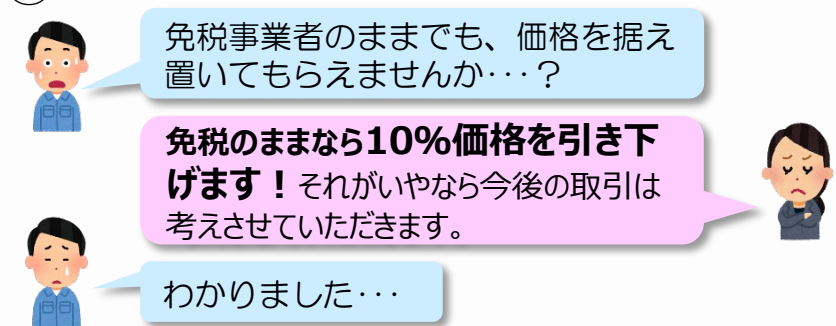 免税事業者のままでも、価格を据え
置いてもらえませんか･･･？
免税のままなら10%価格を引き下
げます！それがいやなら今後の取引は
考えさせていただきます。
わかりました･･･